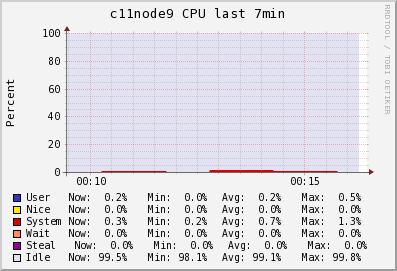 c11node9 CPU last 7min
RRDTOOL / TOBI OETIKER
Percent
100
80
60
40
20
0
00:10 00:15
User Now: 0.2% Min: 0.0% Avg: 0.2% Max: 0.5%
Nice Now: 0.0% Min: 0.0% Avg: 0.0% Max: 0.0%
System Now: 0.3% Min: 0.2% Avg: 0.7% Max: 1.3%
Wait Now: 0.0% Min: 0.0% Avg: 0.0% Max: 0.0%
Steal Now: 0.0% Min: 0.0% Avg: 0.0% Max: 0.0%
Idle Now: 99.5% Min: 98.1% Avg: 99.1% Max: 99.8%